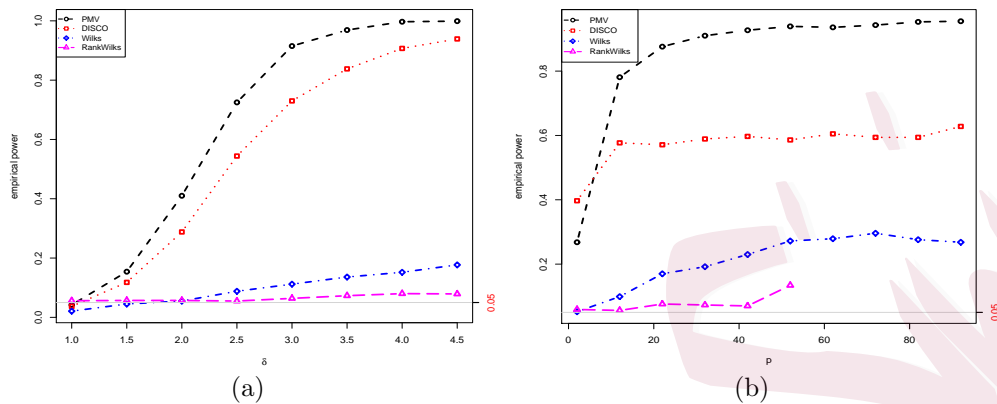 PMV
DISCO
Wilks
RankWilks
empirical power
0.0 0.2 0.4 0.6 0.8 1.0
0.05
1.0 1.5 2.0 2.5 3.0 3.5 4.0 4.5
δ
(a)
PMV
DISCO
Wilks
RankWilks
empirical power
0.2 0.4 0.6 0.8
0.05
0 20 40 60 80
p
(b)